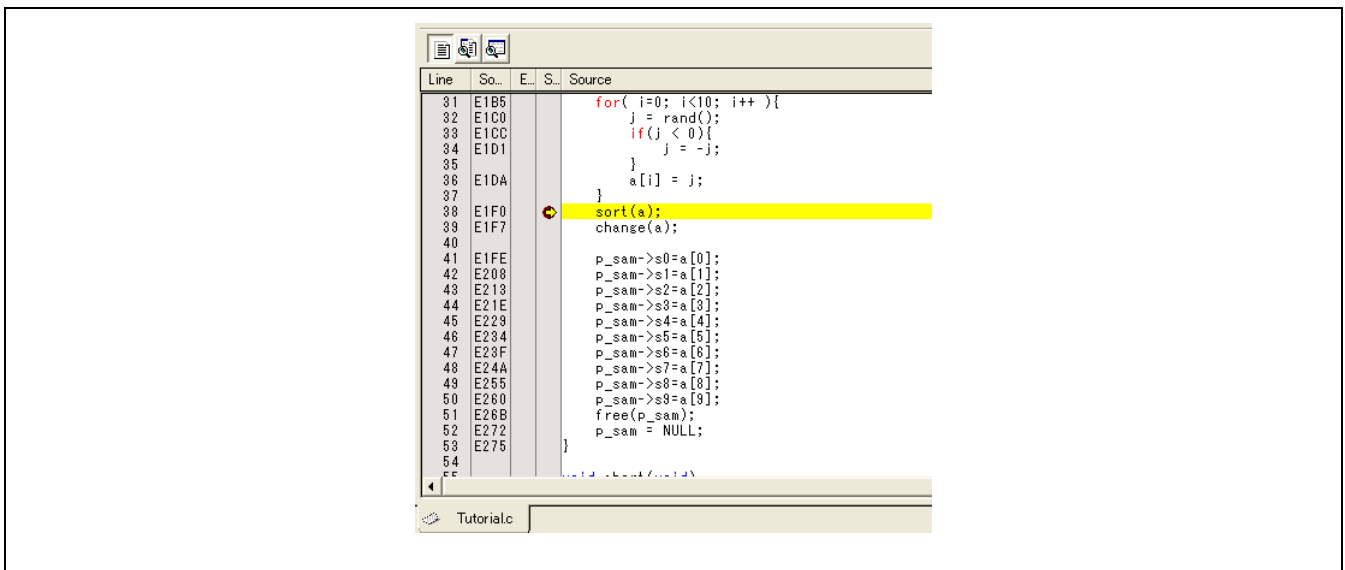 Line So... E... S... Source
31 E1B5 for( i=0; i<10; i++ ){
32 E1C0 j = rand();
33 E1CC if(j < 0){
34 E1D1 j = -j;
35 }
36 E1DA a[i] = j;
37 }
38 E1F0 sort(a);
39 E1F7 change(a);
40
41 E1FE p_sam->s0=a[0];
42 E208 p_sam->s1=a[1];
43 E213 p_sam->s2=a[2];
44 E21E p_sam->s3=a[3];
45 E229 p_sam->s4=a[4];
46 E234 p_sam->s5=a[5];
47 E23F p_sam->s6=a[6];
48 E24A p_sam->s7=a[7];
49 E255 p_sam->s8=a[8];
50 E260 p_sam->s9=a[9];
51 E26B free(p_sam);
52 E272 p_sam = NULL;
53 E275 }
54
Tutorial.c